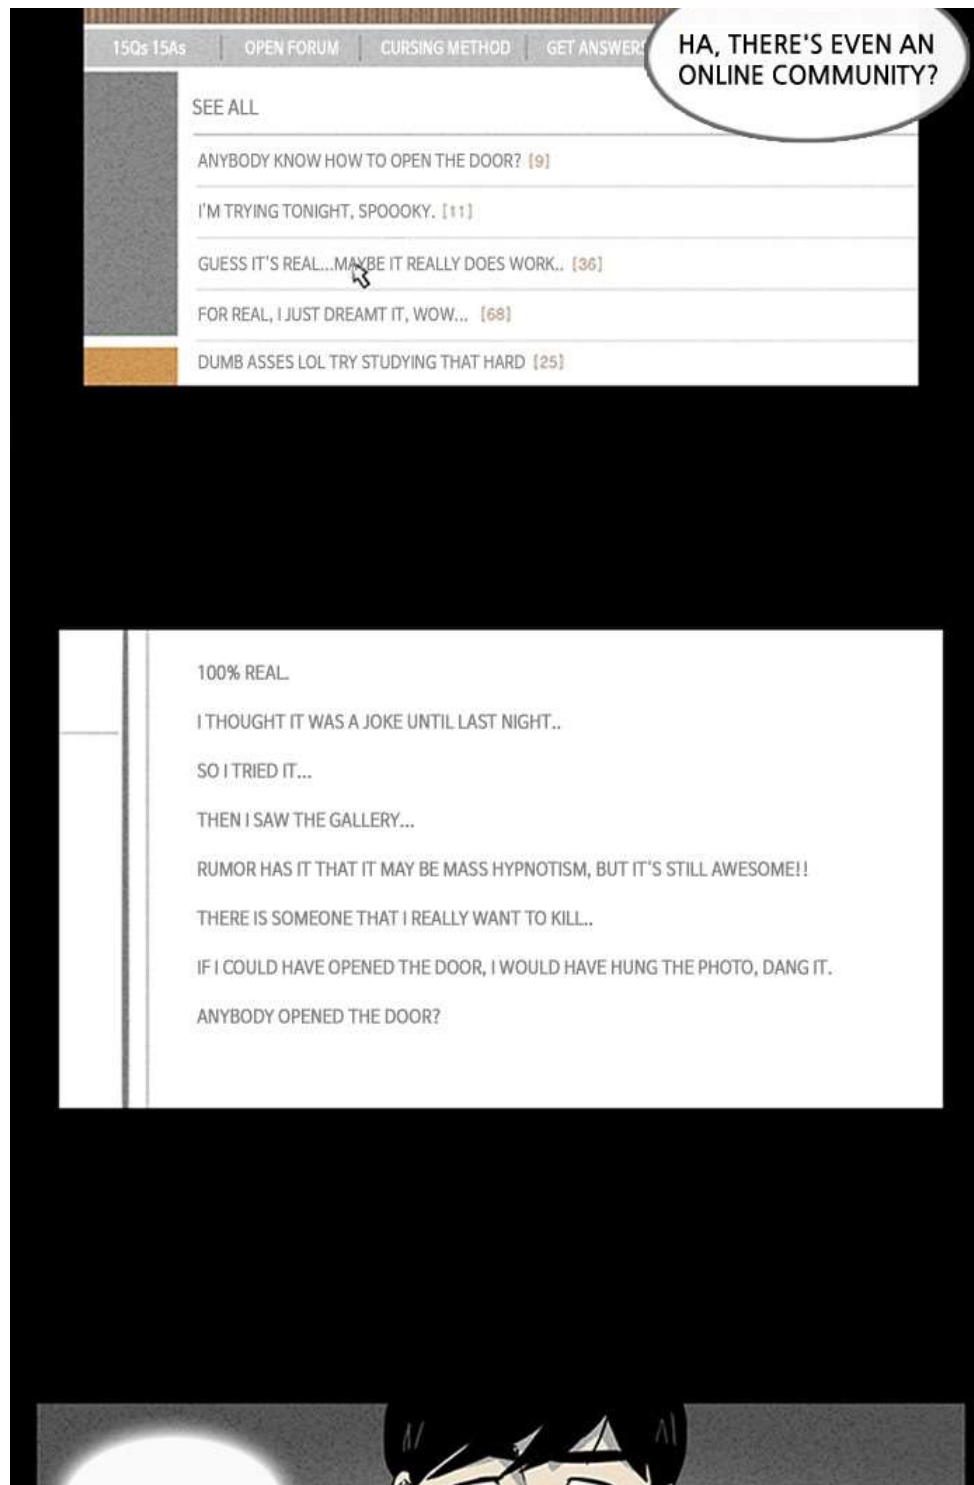 HA, THERE'S EVEN AN
ONLINE COMMUNITY?
15Qs 15As OPEN FORUM CURSING METHOD GET ANSWERS
SEE ALL
ANYBODY KNOW HOW TO OPEN THE DOOR? [9]
I'M TRYING TONIGHT, SPOOOKY. [11]
GUESS IT'S REAL...MAYBE IT REALLY DOES WORK.. [36]
FOR REAL, I JUST DREAMT IT, WOW... [68]
DUMB ASSES LOL TRY STUDYING THAT HARD [25]
100% REAL.
I THOUGHT IT WAS A JOKE UNTIL LAST NIGHT..
SO I TRIED IT...
THEN I SAW THE GALLERY...
RUMOR HAS IT THAT IT MAY BE MASS HYPNOTISM, BUT IT'S STILL AWESOME!!
THERE IS SOMEONE THAT I REALLY WANT TO KILL..
IF I COULD HAVE OPENED THE DOOR, I WOULD HAVE HUNG THE PHOTO, DANG IT.
ANYBODY OPENED THE DOOR?